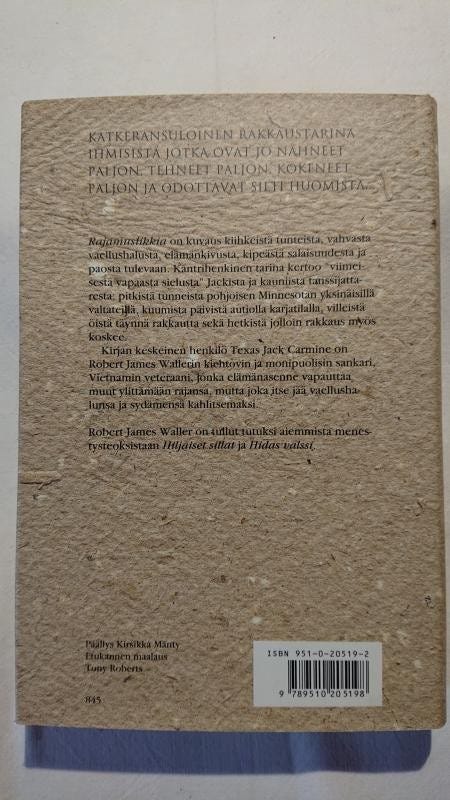 KATKERANSULOINEN RAKKAUSTARINA
IHMISISTÄ JOTKA OVAT JO NÄHNEET
PALJON, TEHNEET PALJON, KOKENEET
PALJON JA ODOTTAVAT SILTI HUOMISTA.
Rajamusiikkia on kuvaus kiihkeistä tunteista, vahvasta
vaellushalusta, elämänkivusta, kipeästä salaisuudesta ja
paosta tulevaan. Kantrihenkinen tarina kertoo "viimei-
sestä vapaasta sielusta" Jackistä ja kauniista tanssijatta-
resta; pitkistä tunneista pohjoisen Minnesotan yksinäisillä
valtateillä, kuumista päivistä autiolla karjatilalla, villeistä
öistä täynnä rakkautta sekä hetkistä jolloin rakkaus myös
koskee.
Kirjan keskeinen henkilö Texas Jack Carmine on
Robert James Wallerin kiehtovin ja monipuolisin sankari,
Vietnamin veteraani, jonka elämänasenne vapauttaa
muut ylittämään rajansa, mutta joka itse jää vaellusha-
lunsa ja sydämensä kahlitsemaksi.
Robert James Waller on tullut tutuksi aiemmista menes-
tysteoksistaan Hiljaiset sillat ja Hidas valssi.
Päällys Kirsikka Mänty
Etukannen maalaus
Tony Roberts
845
ISBN 951-0-20519-2
9 789510 205198